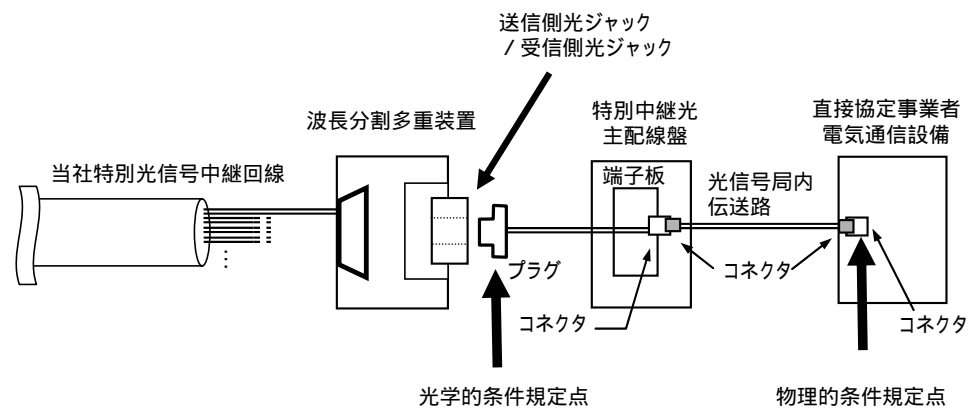 送信側光ジャック
/ 受信側光ジャック
波長分割多重装置
特別中継光
主配線盤
直接協定事業者
電気通信設備
当社特別光信号中継回線
端子板
光信号局内
伝送路
プラグ
コネクタ
コネクタ
コネクタ
光学的条件規定点
物理的条件規定点